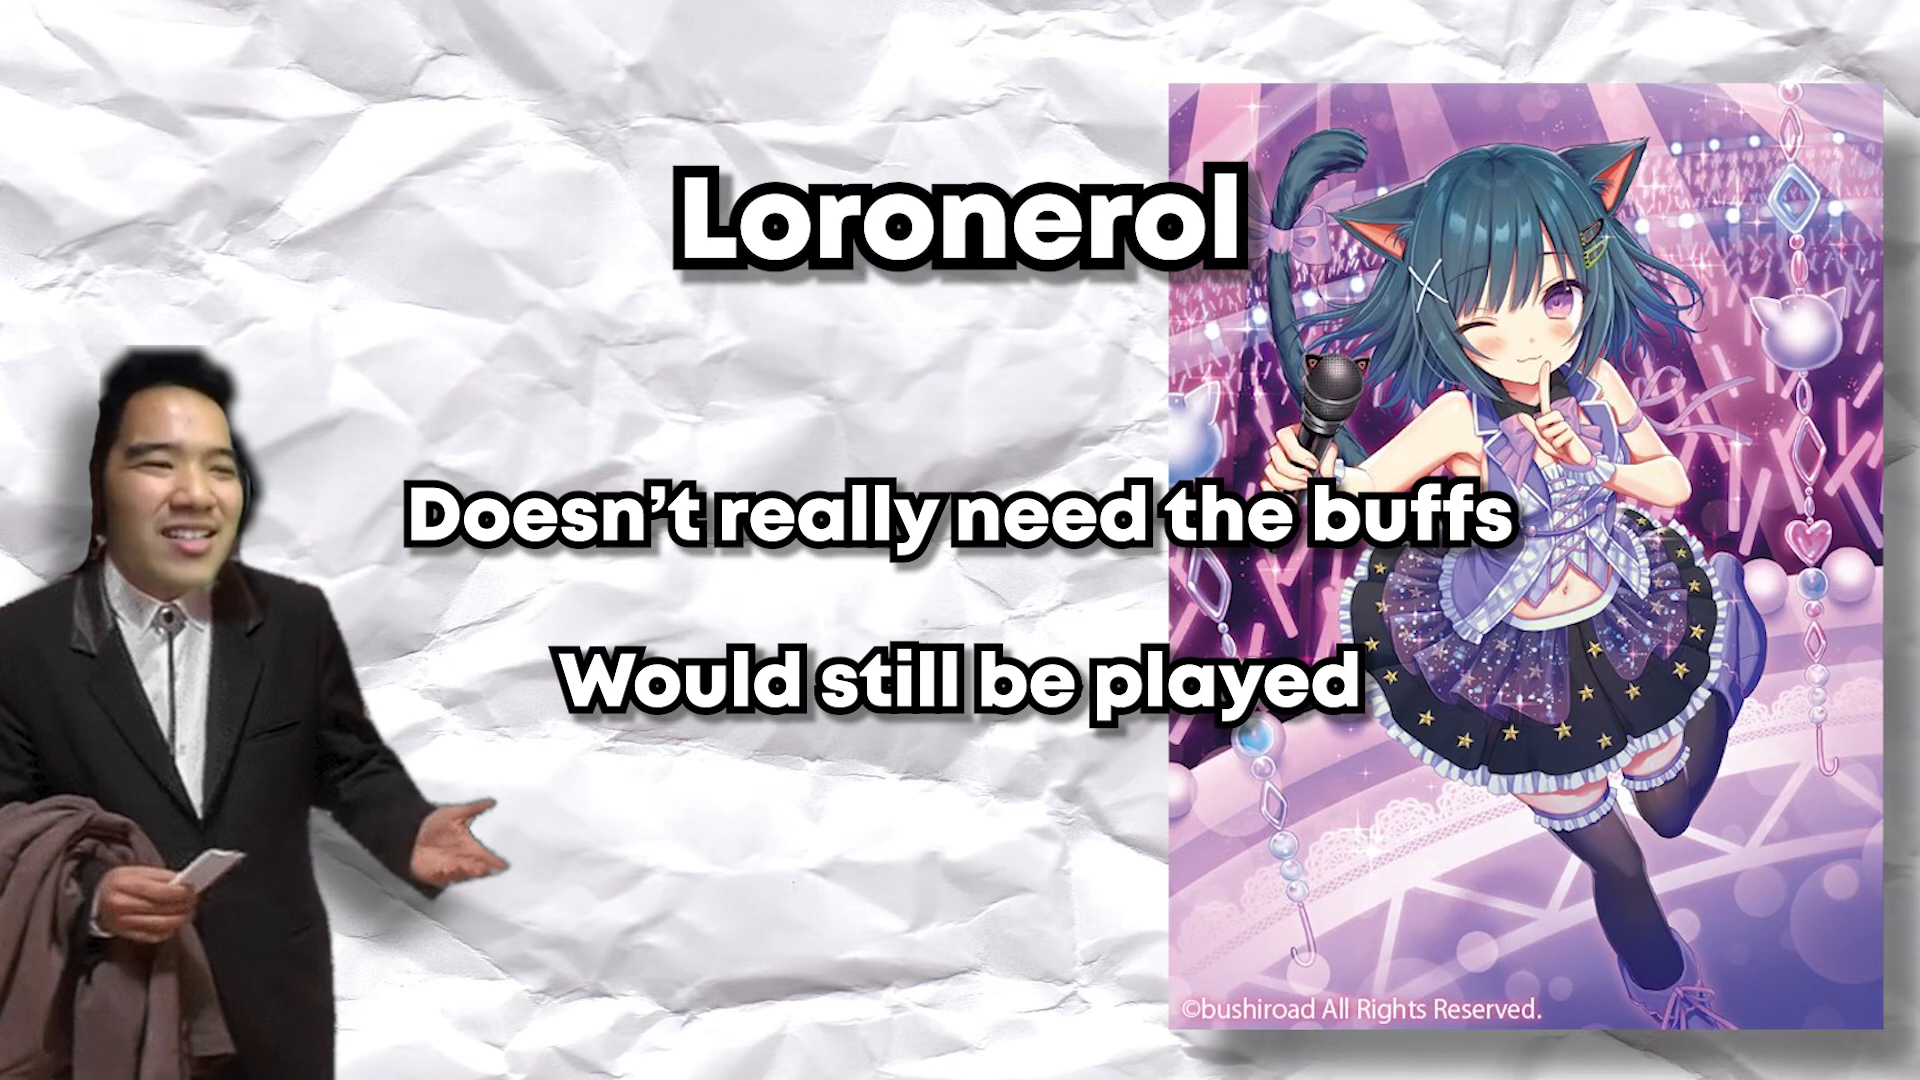 Loronerol
Doesn’t really need the buffs
Would still be played
©bushiroad All Rights Reserved.